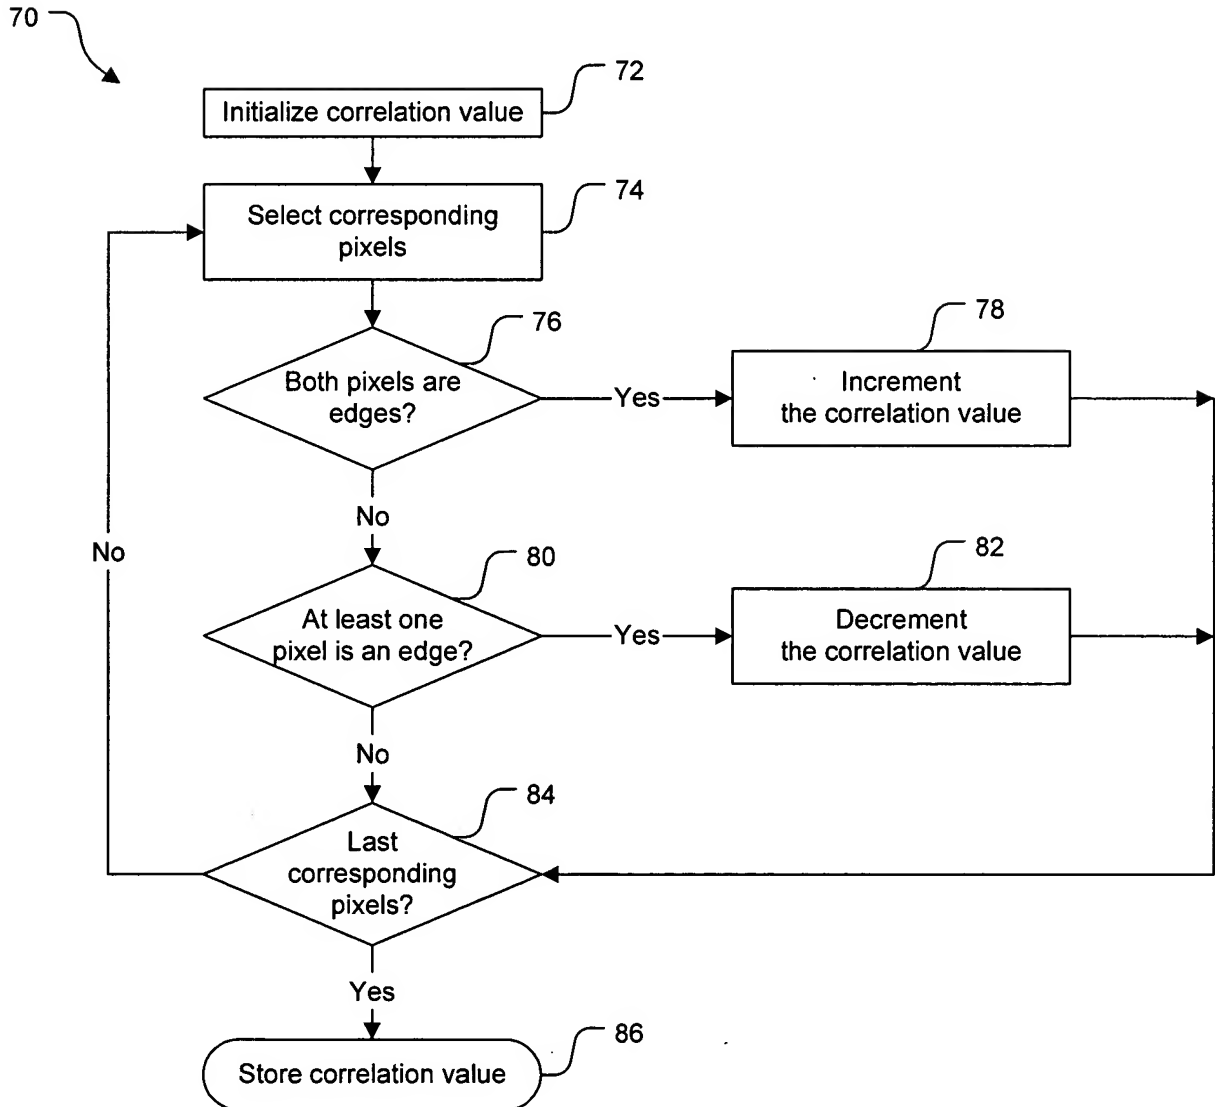 70
72
Initialize correlation value
74
Select corresponding
pixels
76
Both pixels are
edges?
Yes
78
Increment
the correlation value
No
No
80
At least one
pixel is an edge?
Yes
82
Decrement
the correlation value
No
84
Last
corresponding
pixels?
Yes
86
Store correlation value